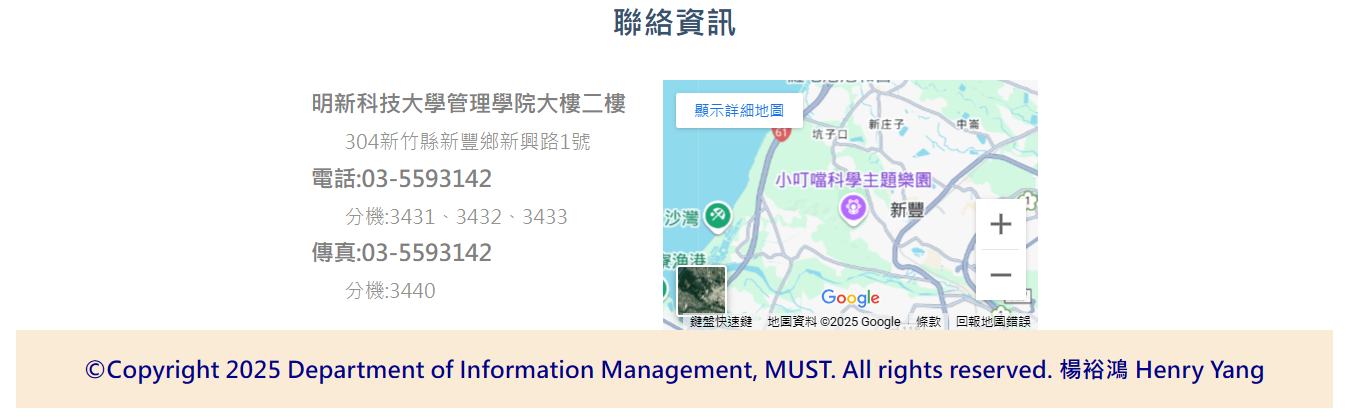 聯絡資訊
明新科技大學管理學院大樓二樓
304新竹縣新豐鄉新興路1號
電話:03-5593142
分機:3431、3432、3433
傳真:03-5593142
分機:3440
顯示詳細地圖
61
坑子口
新庄子
中崙
小叮噹科學主題樂園
新豐
沙灣
漁港
1
+
−
Google
鍵盤快速鍵 地圖資料 ©2025 Google 條款 回報地圖錯誤
©Copyright 2025 Department of Information Management, MUST. All rights reserved. 楊裕鴻 Henry Yang